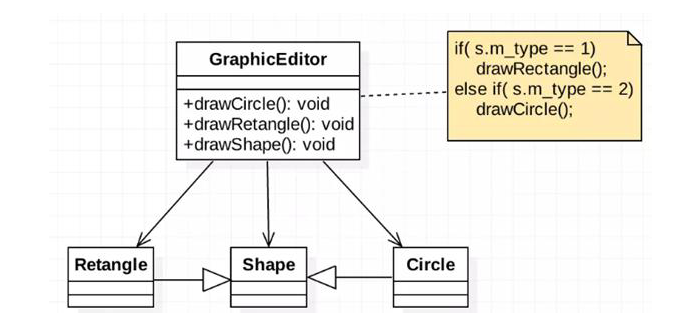 GraphicEditor
+drawCircle(): void
+drawRetangle(): void
+drawShape(): void
if( s.m_type == 1)
drawRectangle();
else if( s.m_type == 2)
drawCircle();
Retangle
Shape
Circle